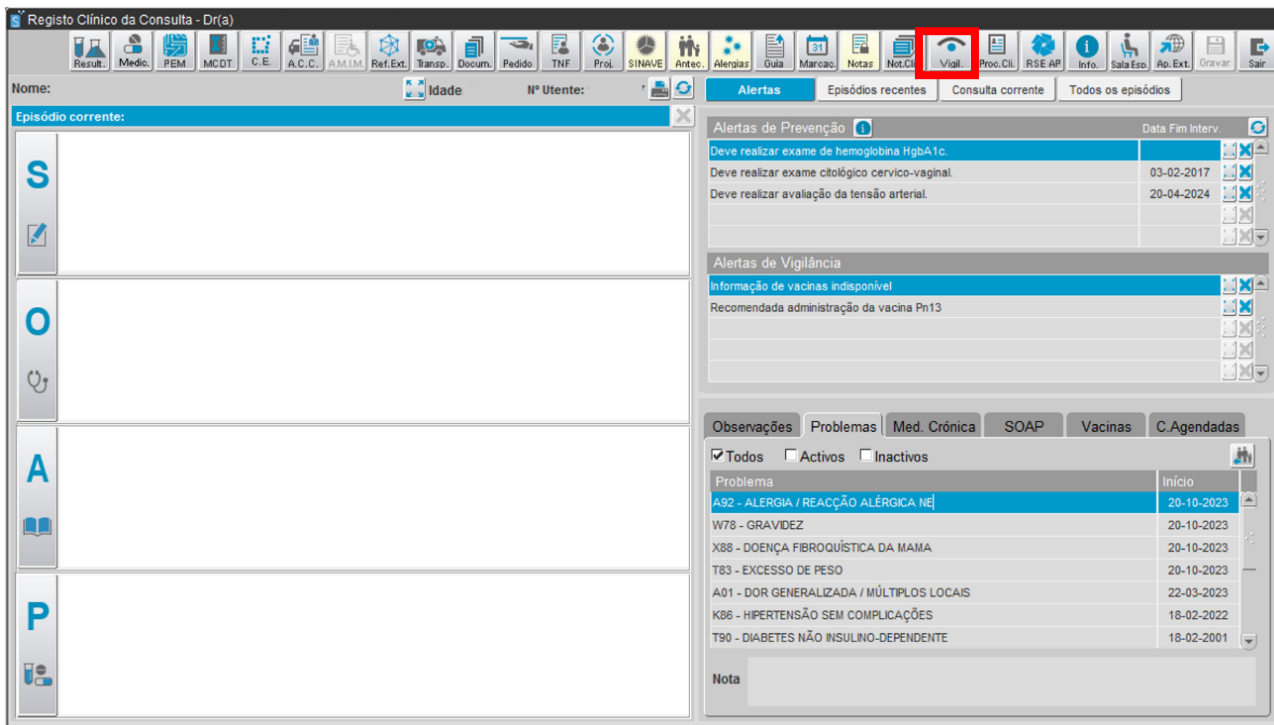 Registo Clínico da Consulta - Dr(a)
Result. Medic. PEM MCDT C.E. A.C.C. A.M.I.M. Ref.Ext. Transp. Docum. Pedido TNF Proj. SINAVE Antec. Alergias Guia Marcac. Notas Not.Cli. Vigil. Proc.Cli. RSE AP Info. Sala Esp. Ap. Ext. Gravar Sair
Nome: Idade Nº Utente:
Alertas Episódios recentes Consulta corrente Todos os episódios
Episódio corrente:
S
O
A
P
Alertas de Prevenção Data Fim Interv.
Deve realizar exame de hemoglobina HgbA1c.
Deve realizar exame citológico cervico-vaginal. 03-02-2017
Deve realizar avaliação da tensão arterial. 20-04-2024
Alertas de Vigilância
Informação de vacinas indisponível
Recomendada administração da vacina Pn13
Observações Problemas Med. Crónica SOAP Vacinas C.Agendadas
Todos Activos Inactivos
Problema Início
A92 - ALERGIA / REACÇÃO ALÉRGICA NE 20-10-2023
W78 - GRAVIDEZ 20-10-2023
X88 - DOENÇA FIBROQUÍSTICA DA MAMA 20-10-2023
T83 - EXCESSO DE PESO 20-10-2023
A01 - DOR GENERALIZADA / MÚLTIPLOS LOCAIS 22-03-2023
K86 - HIPERTENSÃO SEM COMPLICAÇÕES 18-02-2022
T90 - DIABETES NÃO INSULINO-DEPENDENTE 18-02-2001
Nota